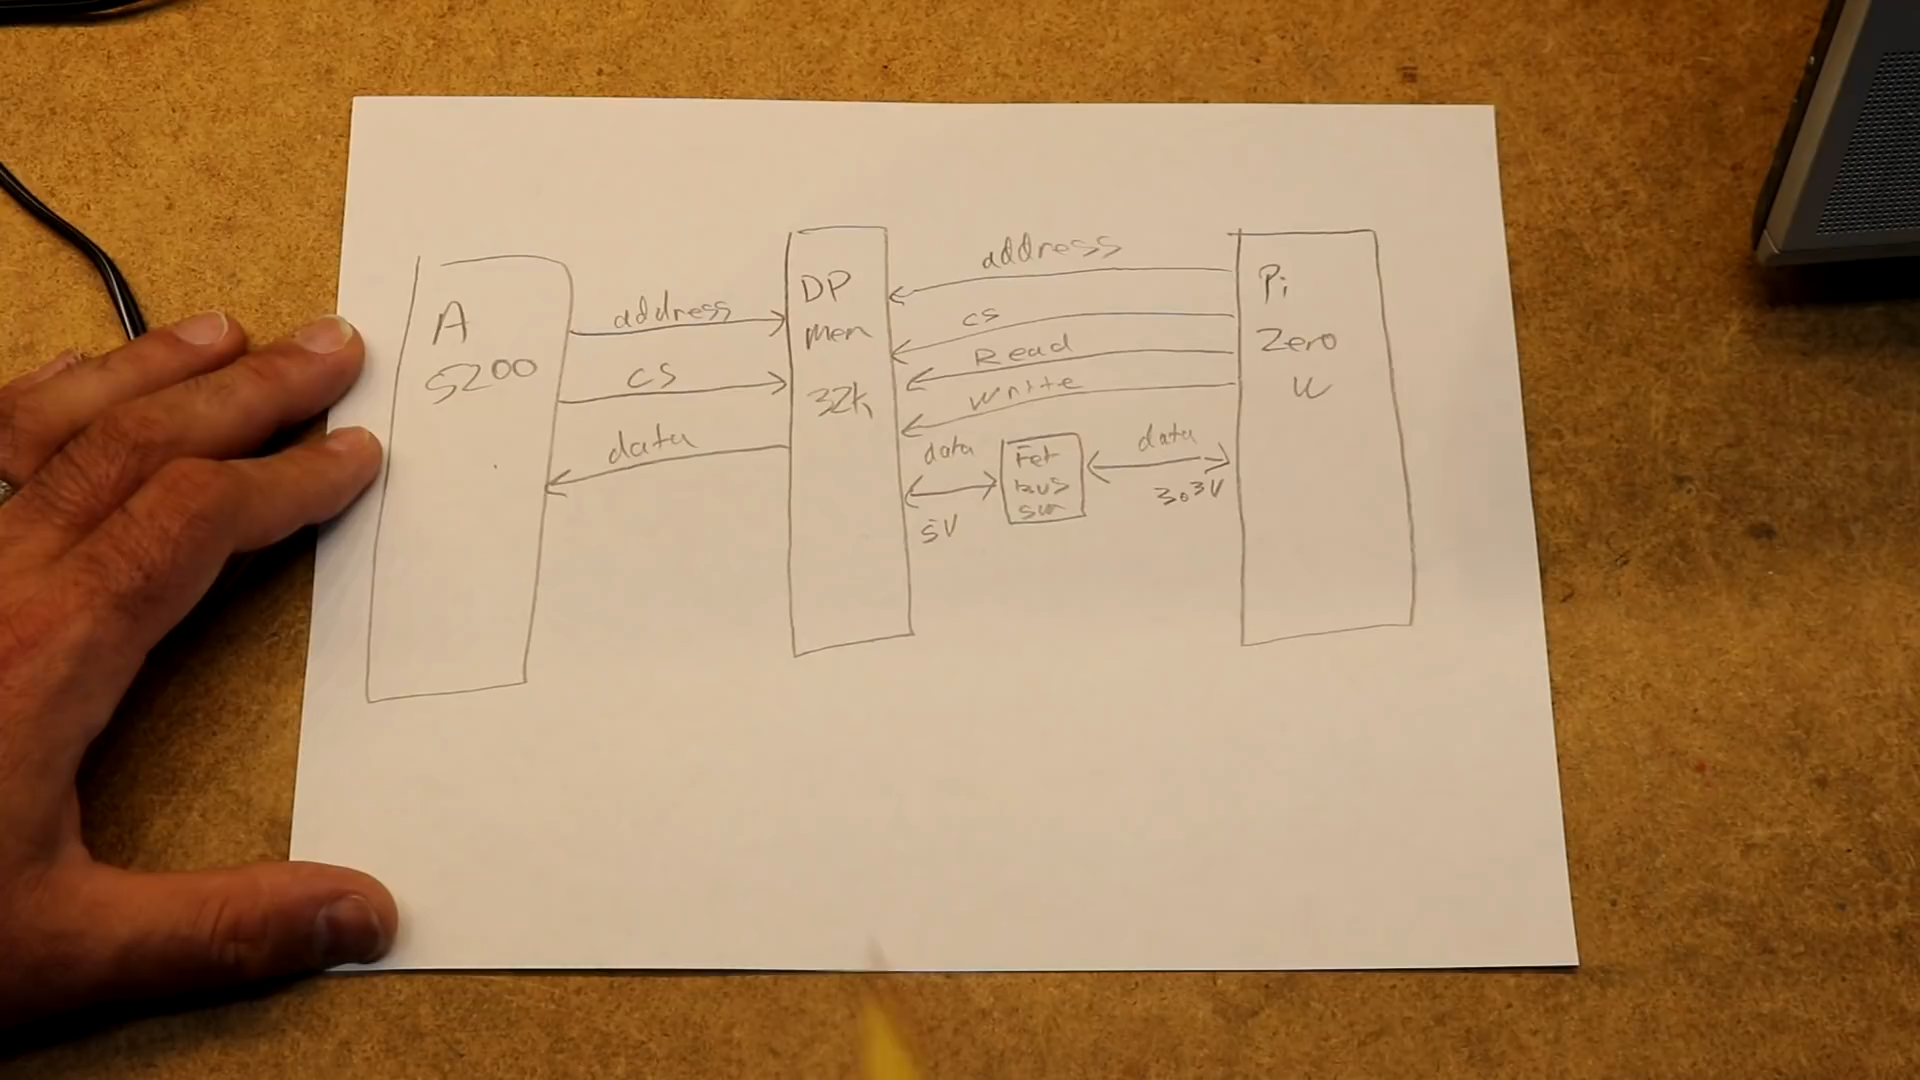 A
5200
address
cs
data
DP
mem
32k
address
cs
Read
write
data
5V
Fet
bus
sw
data
3.3V
Pi
Zero
W